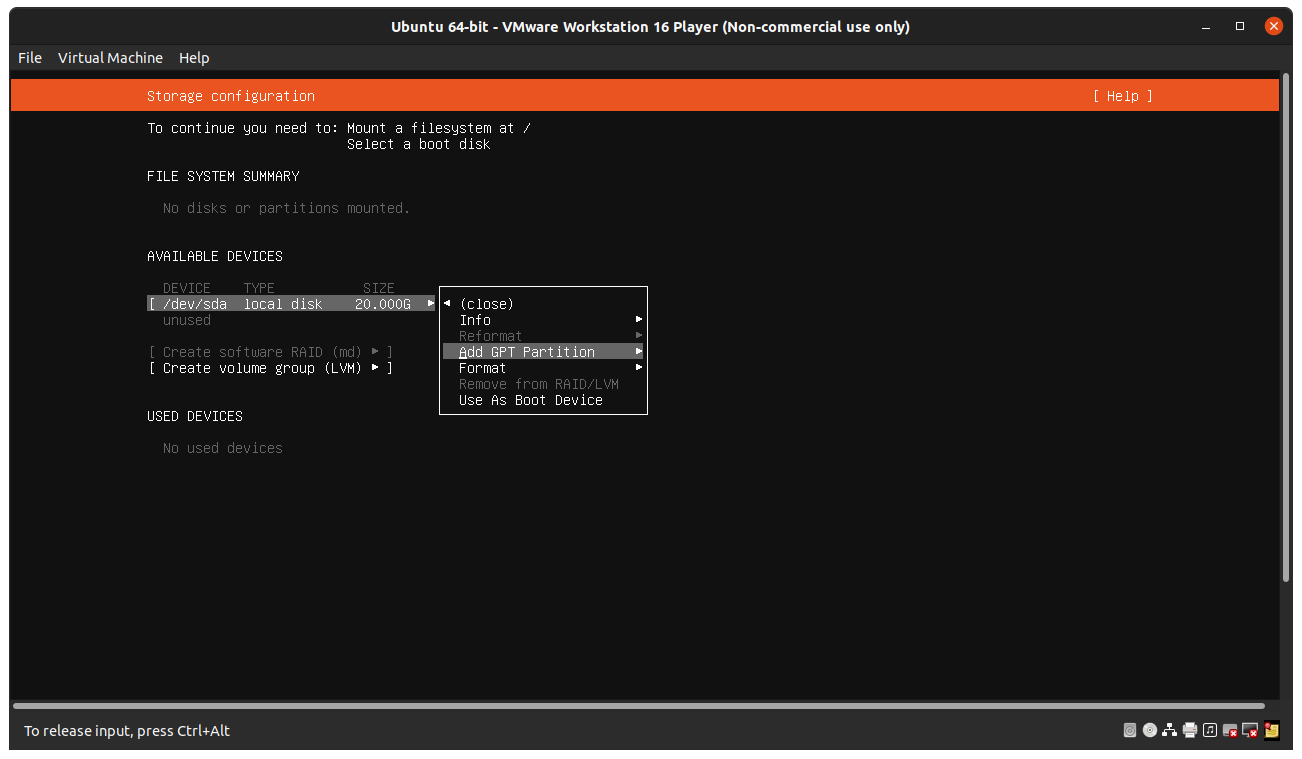 Ubuntu 64-bit - VMware Workstation 16 Player (Non-commercial use only)
File Virtual Machine Help
Storage configuration [ Help ]
To continue you need to: Mount a filesystem at /
Select a boot disk
FILE SYSTEM SUMMARY
No disks or partitions mounted.
AVAILABLE DEVICES
DEVICE TYPE SIZE
[ /dev/sda local disk 20.000G ▸
unused
[ Create software RAID (md) ▸ ]
[ Create volume group (LVM) ▸ ]
USED DEVICES
No used devices
◂ (close)
Info ▸
Reformat ▸
Add GPT Partition ▸
Format ▸
Remove from RAID/LVM
Use As Boot Device
To release input, press Ctrl+Alt